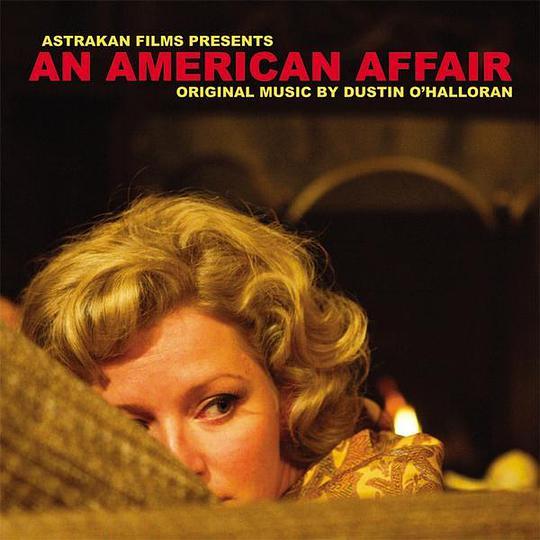 ASTRAKAN FILMS PRESENTS
AN AMERICAN AFFAIR
ORIGINAL MUSIC BY DUSTIN O'HALLORAN